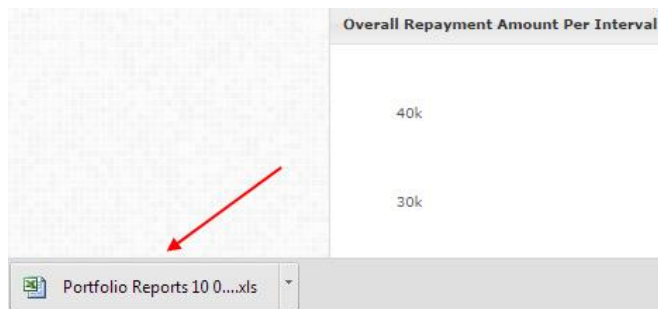 Overall Repayment Amount Per Interval
40k
30k
Portfolio Reports 10 0....xls